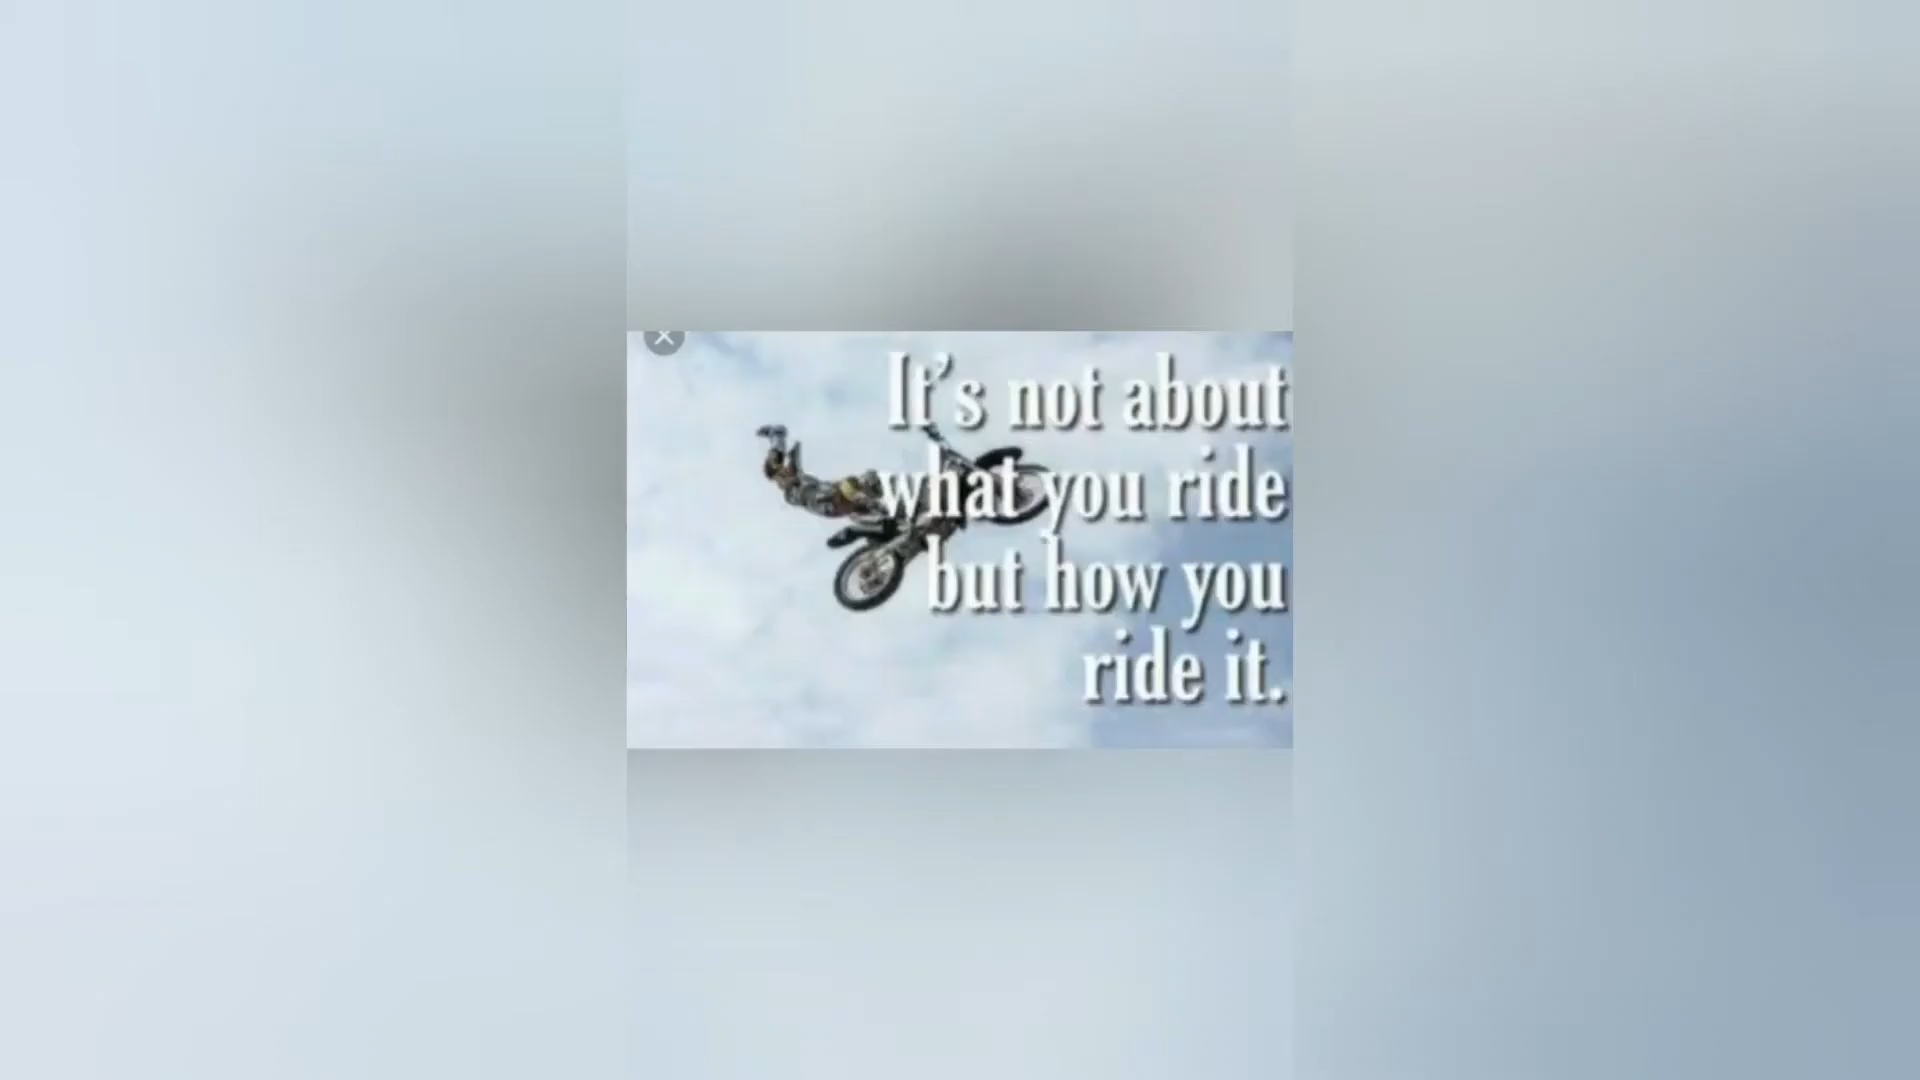 It’s not about
what you ride
but how you
ride it.